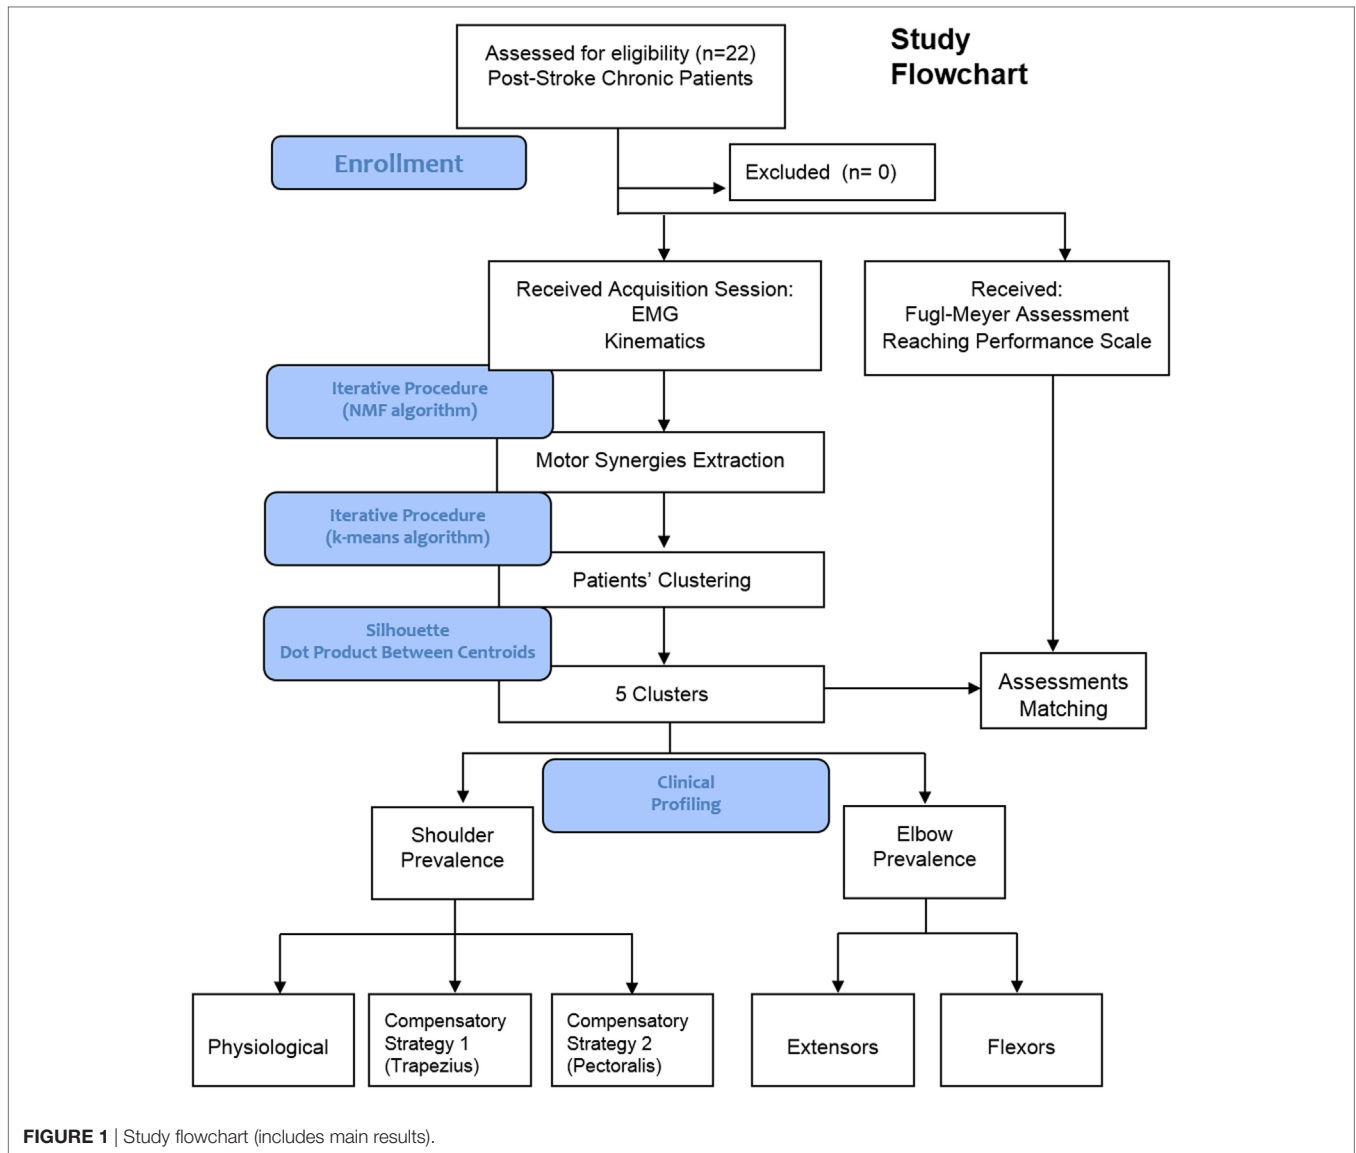 Study
Flowchart
Assessed for eligibility (n=22)
Post-Stroke Chronic Patients
Enrollment
Excluded (n= 0)
Received Acquisition Session:
EMG
Kinematics
Received:
Fugl-Meyer Assessment
Reaching Performance Scale
Iterative Procedure
(NMF algorithm)
Motor Synergies Extraction
Iterative Procedure
(k-means algorithm)
Patients’ Clustering
Silhouette
Dot Product Between Centroids
5 Clusters
Assessments
Matching
Clinical
Profiling
Shoulder
Prevalence
Elbow
Prevalence
Physiological
Compensatory
Strategy 1
(Trapezius)
Compensatory
Strategy 2
(Pectoralis)
Extensors
Flexors
FIGURE 1 | Study flowchart (includes main results).